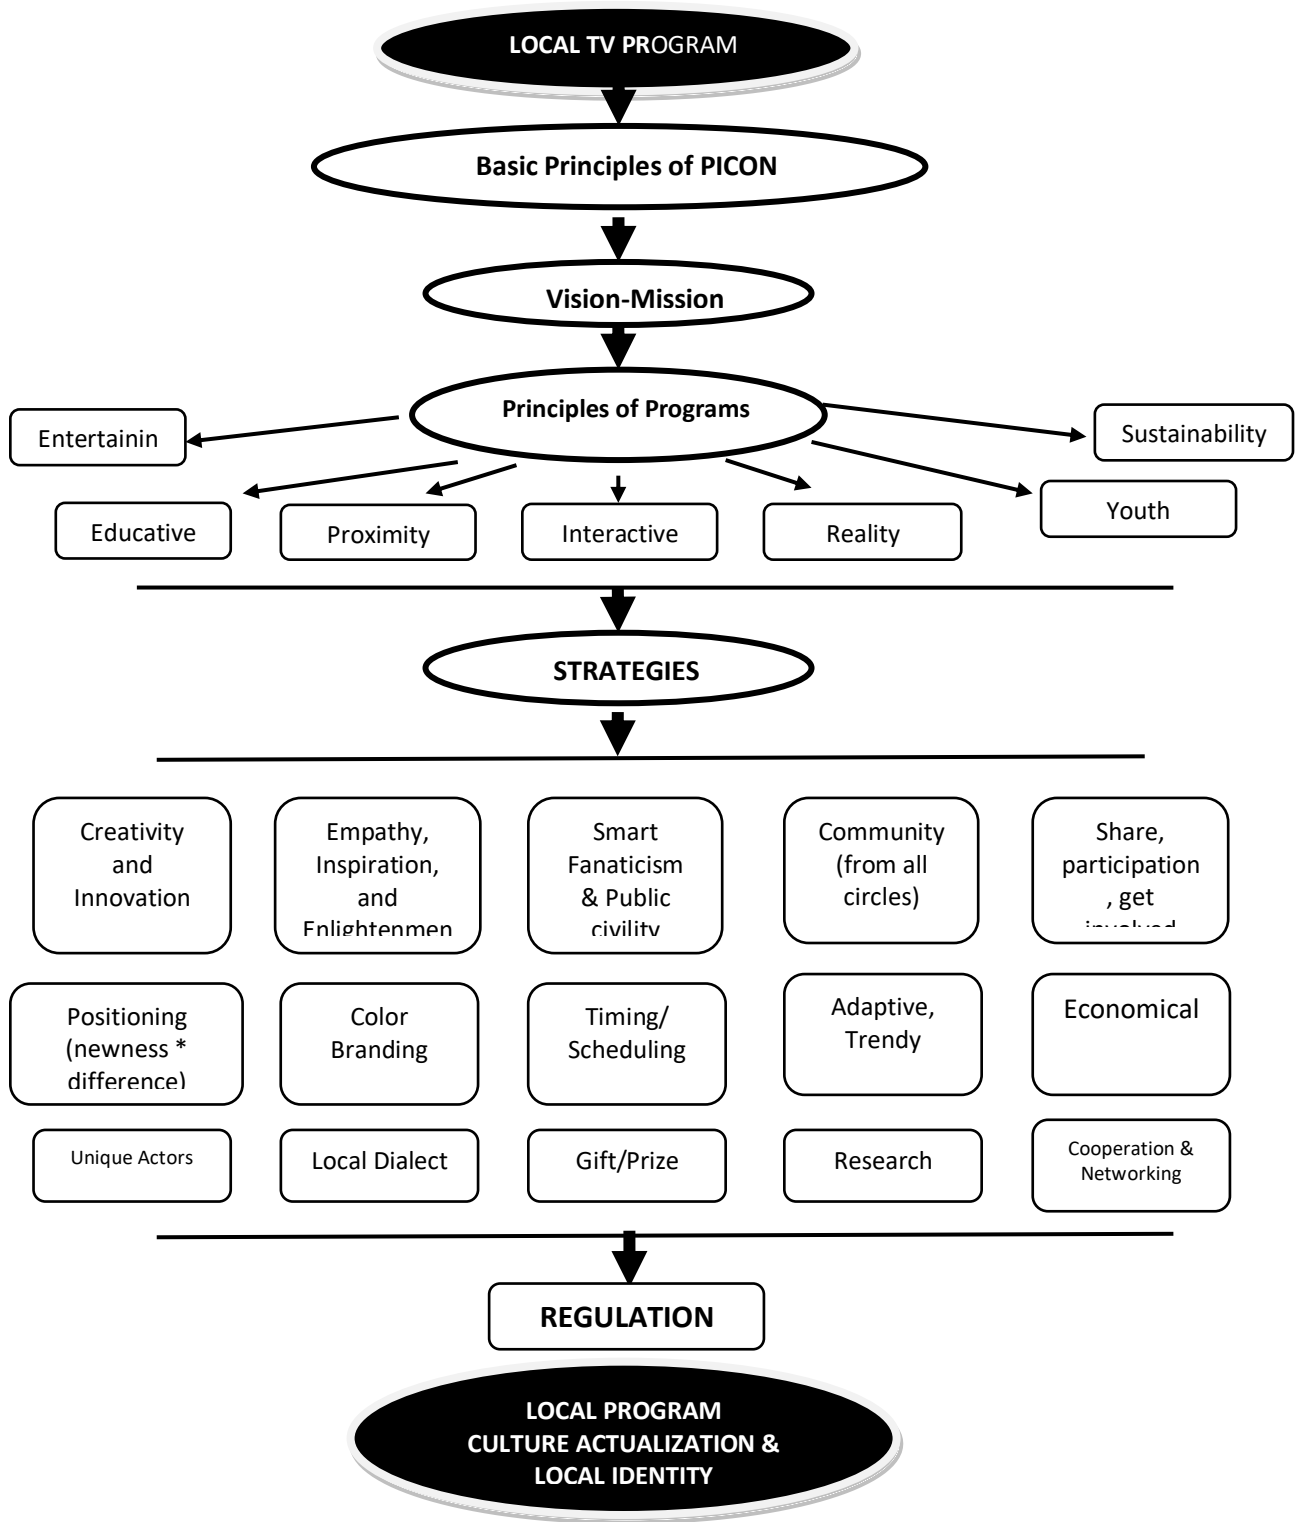 LOCAL TV PROGRAM
Basic Principles of PICON
Vision-Mission
Principles of Programs
Entertainin
Sustainability
Educative
Proximity
Interactive
Reality
Youth
STRATEGIES
Creativity
and
Innovation
Empathy,
Inspiration,
and
Enlightenmen
Smart
Fanaticism
& Public
civility
Community
(from all
circles)
Share,
participation
, get
involved
Positioning
(newness *
difference)
Color
Branding
Timing/
Scheduling
Adaptive,
Trendy
Economical
Unique Actors
Local Dialect
Gift/Prize
Research
Cooperation &
Networking
REGULATION
LOCAL PROGRAM
CULTURE ACTUALIZATION &
LOCAL IDENTITY